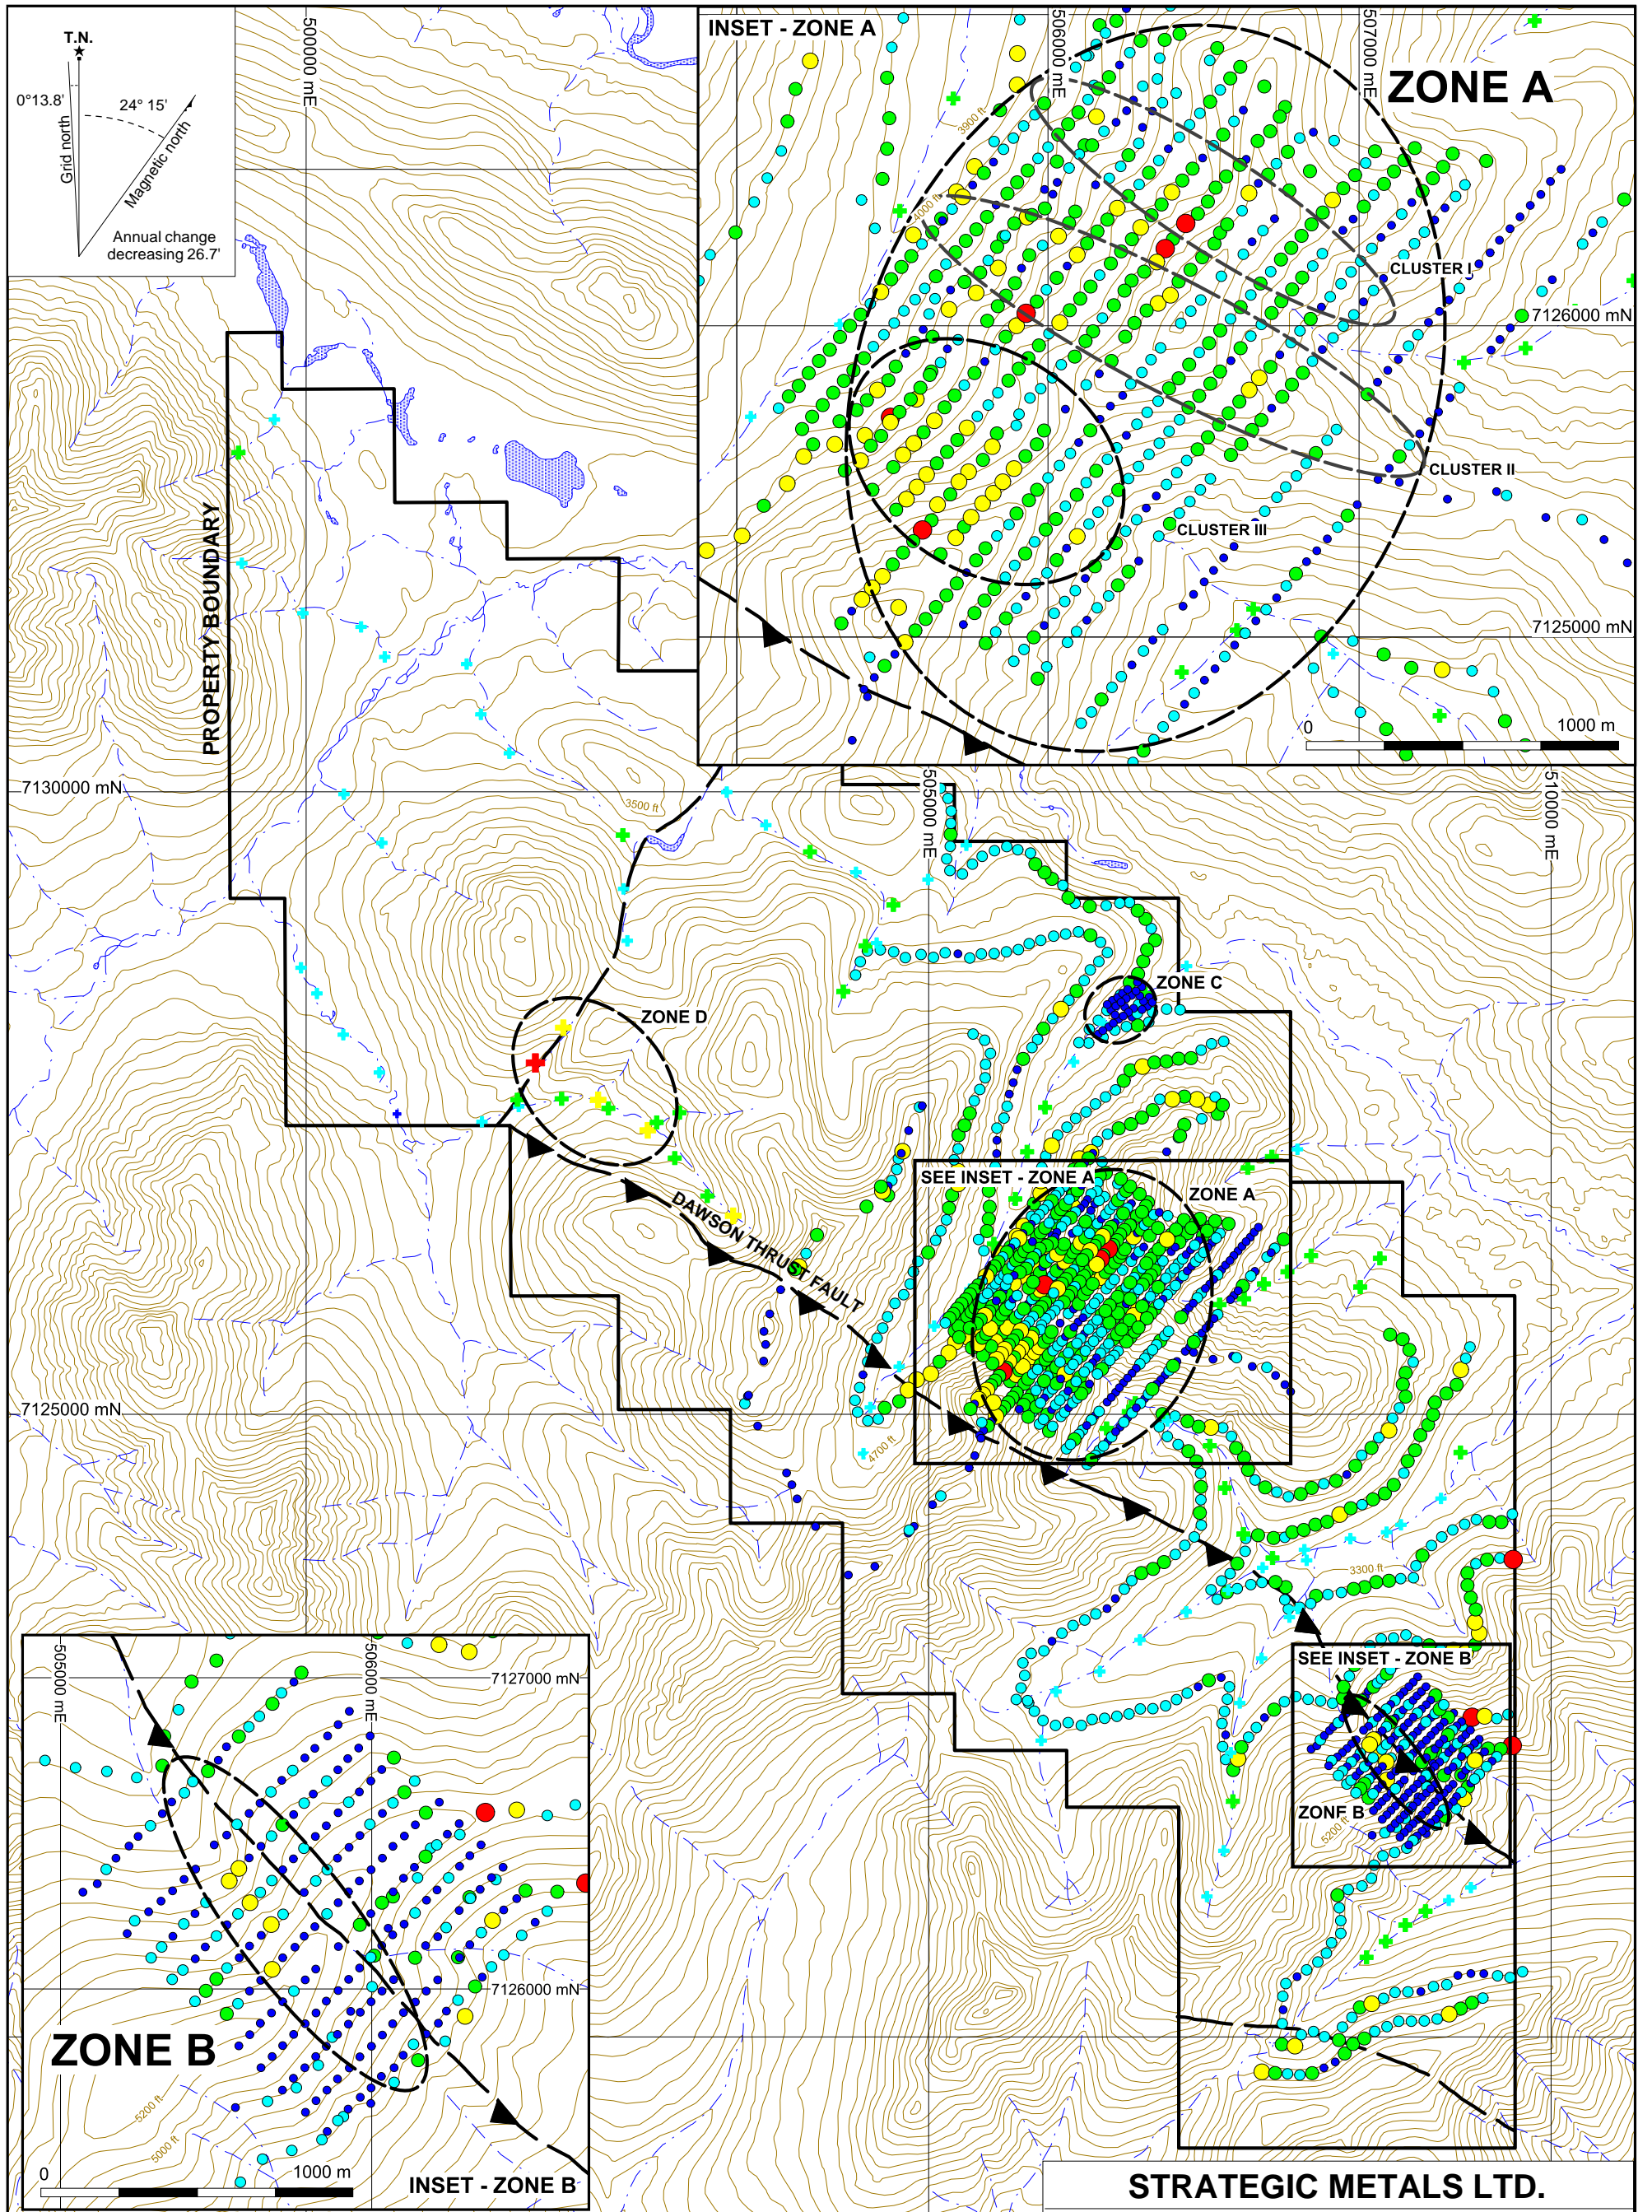 T.N.
0°13.8'
24° 15'
Grid north
Magnetic north
Annual change
decreasing 26.7'
500000 mE
INSET - ZONE A
506000 mE
507000 mE
ZONE A
3900 ft
4000 ft
CLUSTER I
7126000 mN
CLUSTER II
CLUSTER III
7125000 mN
0
1000 m
PROPERTY BOUNDARY
7130000 mN
3500 ft
505000 mE
510000 mE
ZONE C
ZONE D
SEE INSET - ZONE A
ZONE A
DAWSON THRUST FAULT
7125000 mN
4700 ft
3300 ft
SEE INSET - ZONE B
ZONE B
5200 ft
505000 mE
506000 mE
7127000 mN
7126000 mN
ZONE B
5200 ft
5000 ft
0
1000 m
INSET - ZONE B
STRATEGIC METALS LTD.